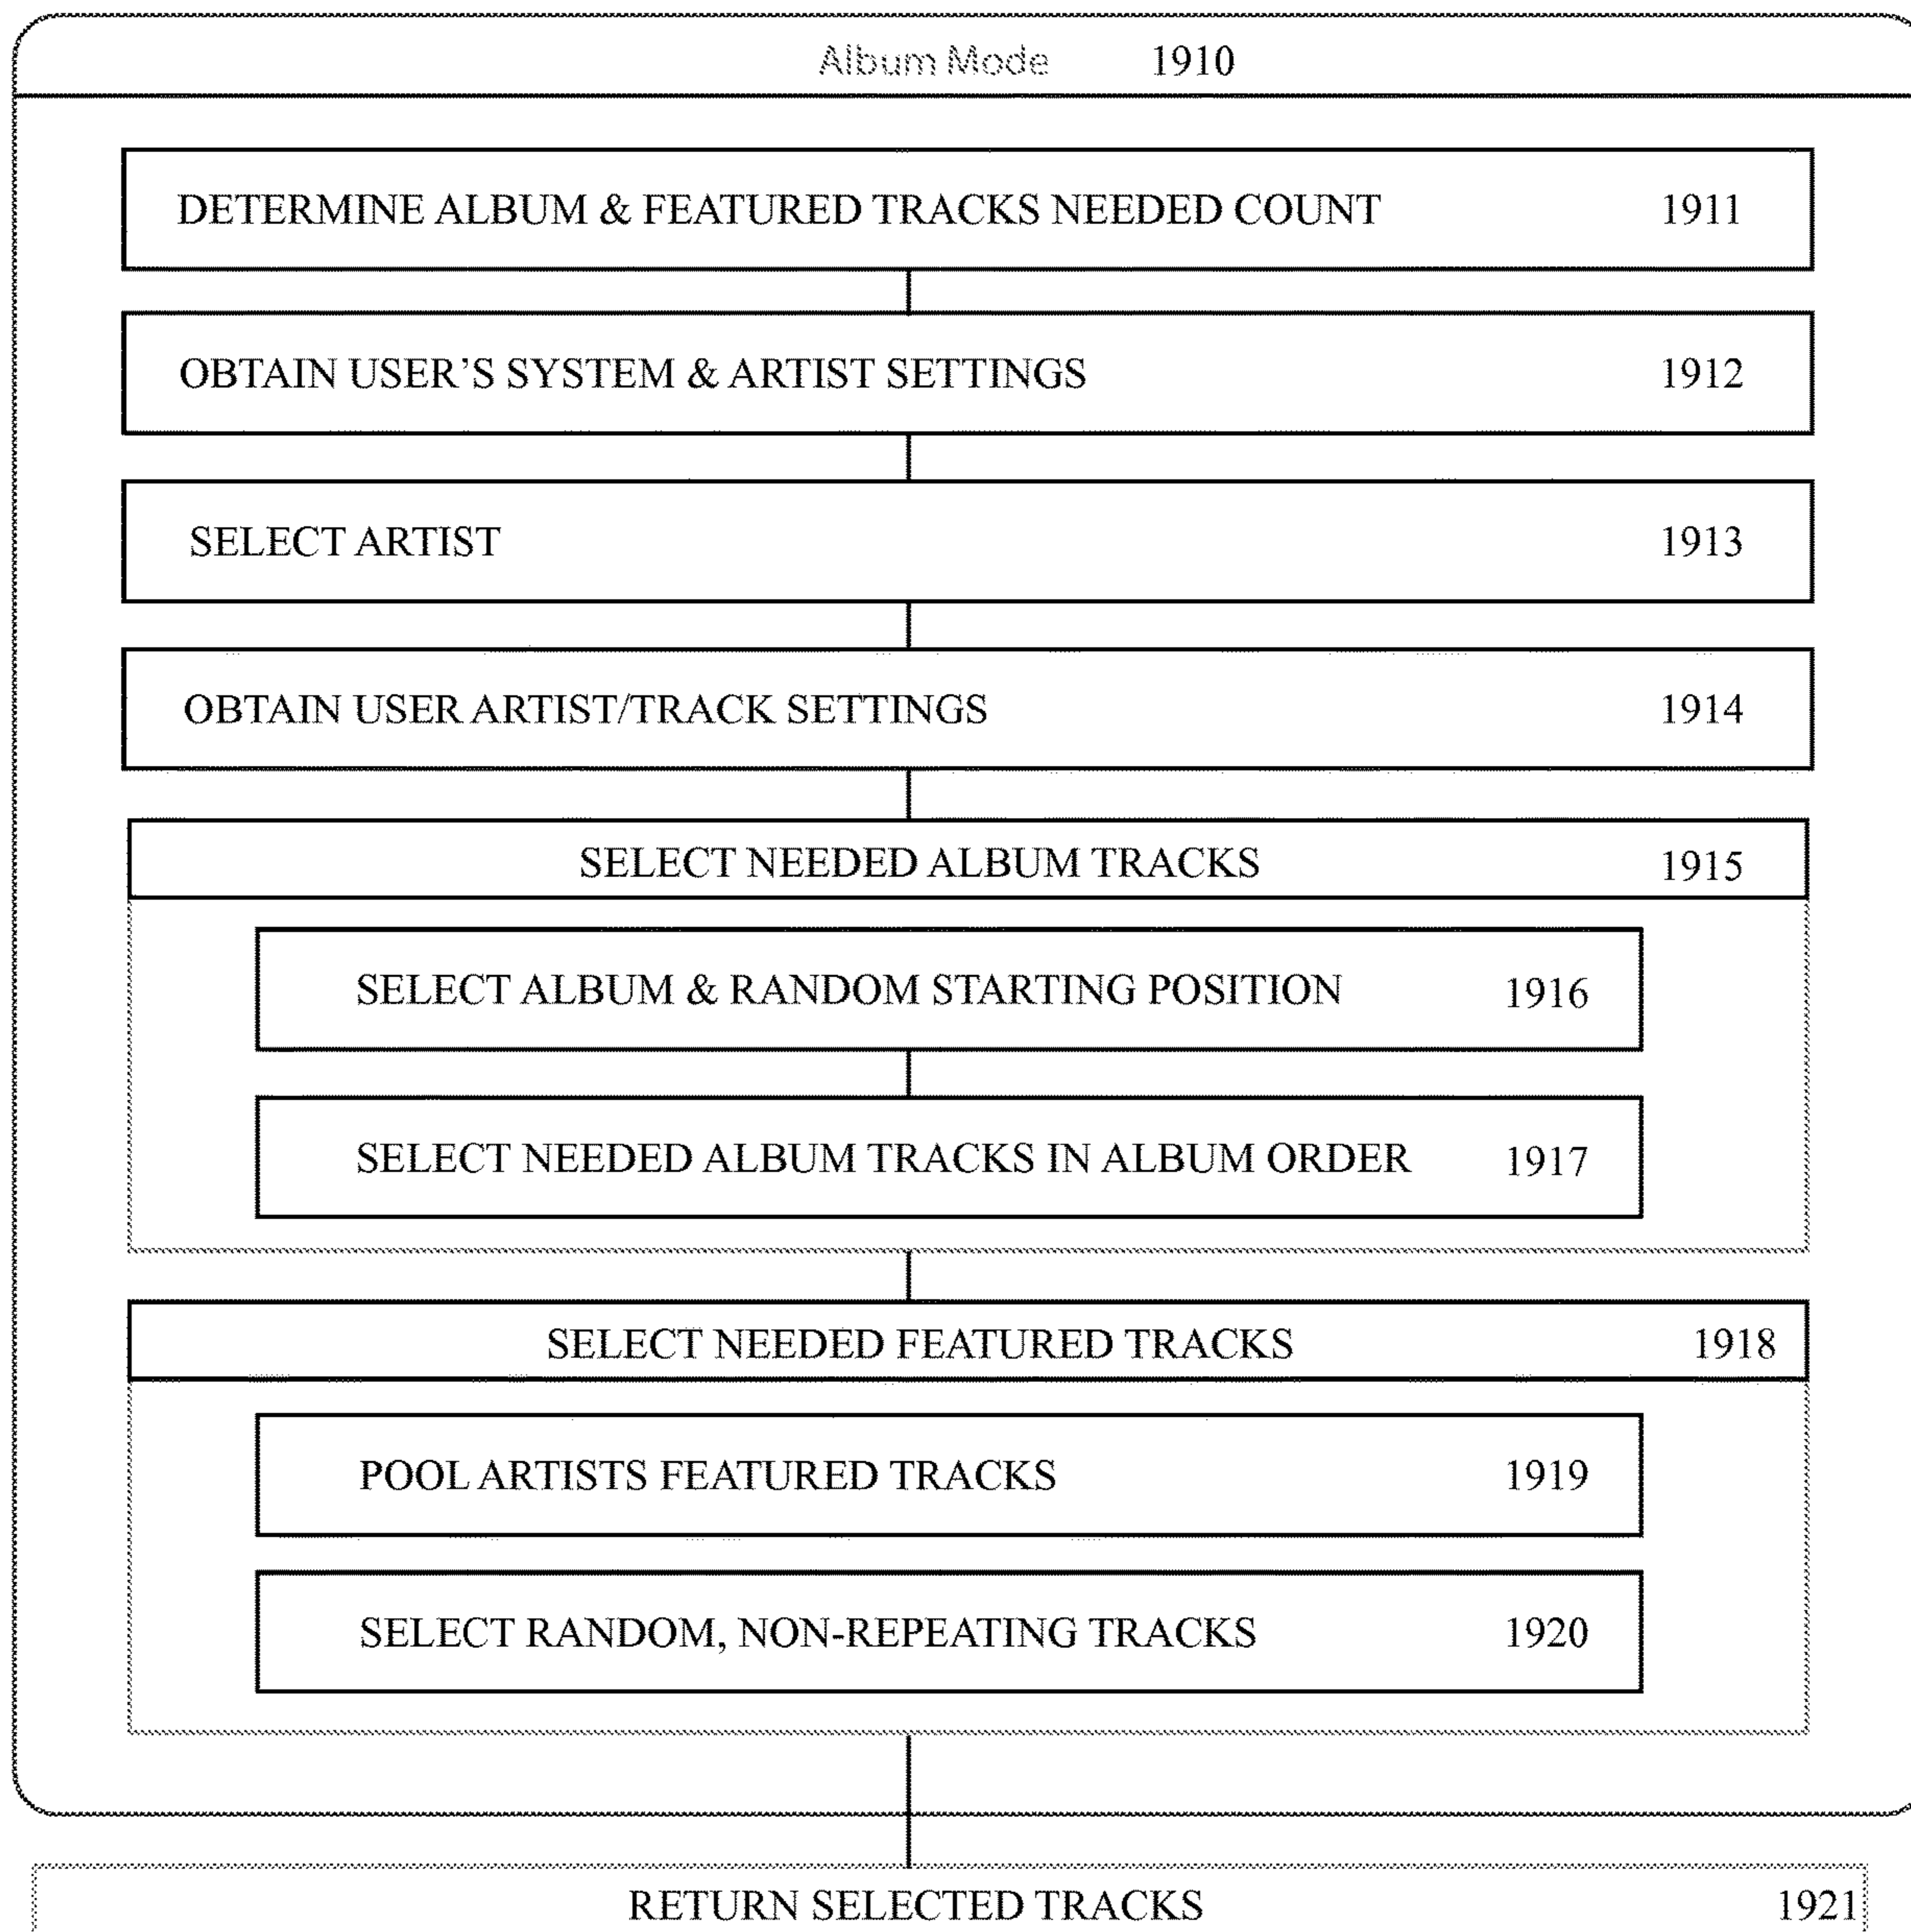 Album Mode 1910
DETERMINE ALBUM & FEATURED TRACKS NEEDED COUNT 1911
OBTAIN USER’S SYSTEM & ARTIST SETTINGS 1912
SELECT ARTIST 1913
OBTAIN USER ARTIST/TRACK SETTINGS 1914
SELECT NEEDED ALBUM TRACKS 1915
SELECT ALBUM & RANDOM STARTING POSITION 1916
SELECT NEEDED ALBUM TRACKS IN ALBUM ORDER 1917
SELECT NEEDED FEATURED TRACKS 1918
POOL ARTISTS FEATURED TRACKS 1919
SELECT RANDOM, NON-REPEATING TRACKS 1920
RETURN SELECTED TRACKS 1921